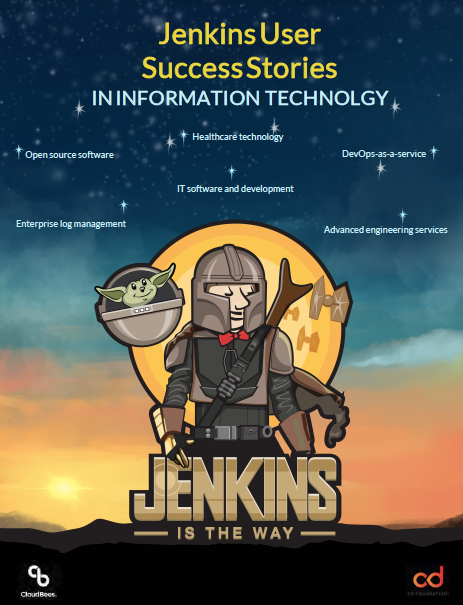 Jenkins User
Success Stories
IN INFORMATION TECHNOLGY
Healthcare technology
Open source software
DevOps-as-a-service
IT software and development
Enterprise log management
Advanced engineering services
JENKINS
IS THE WAY
CloudBees.
cd
CD FOUNDATION